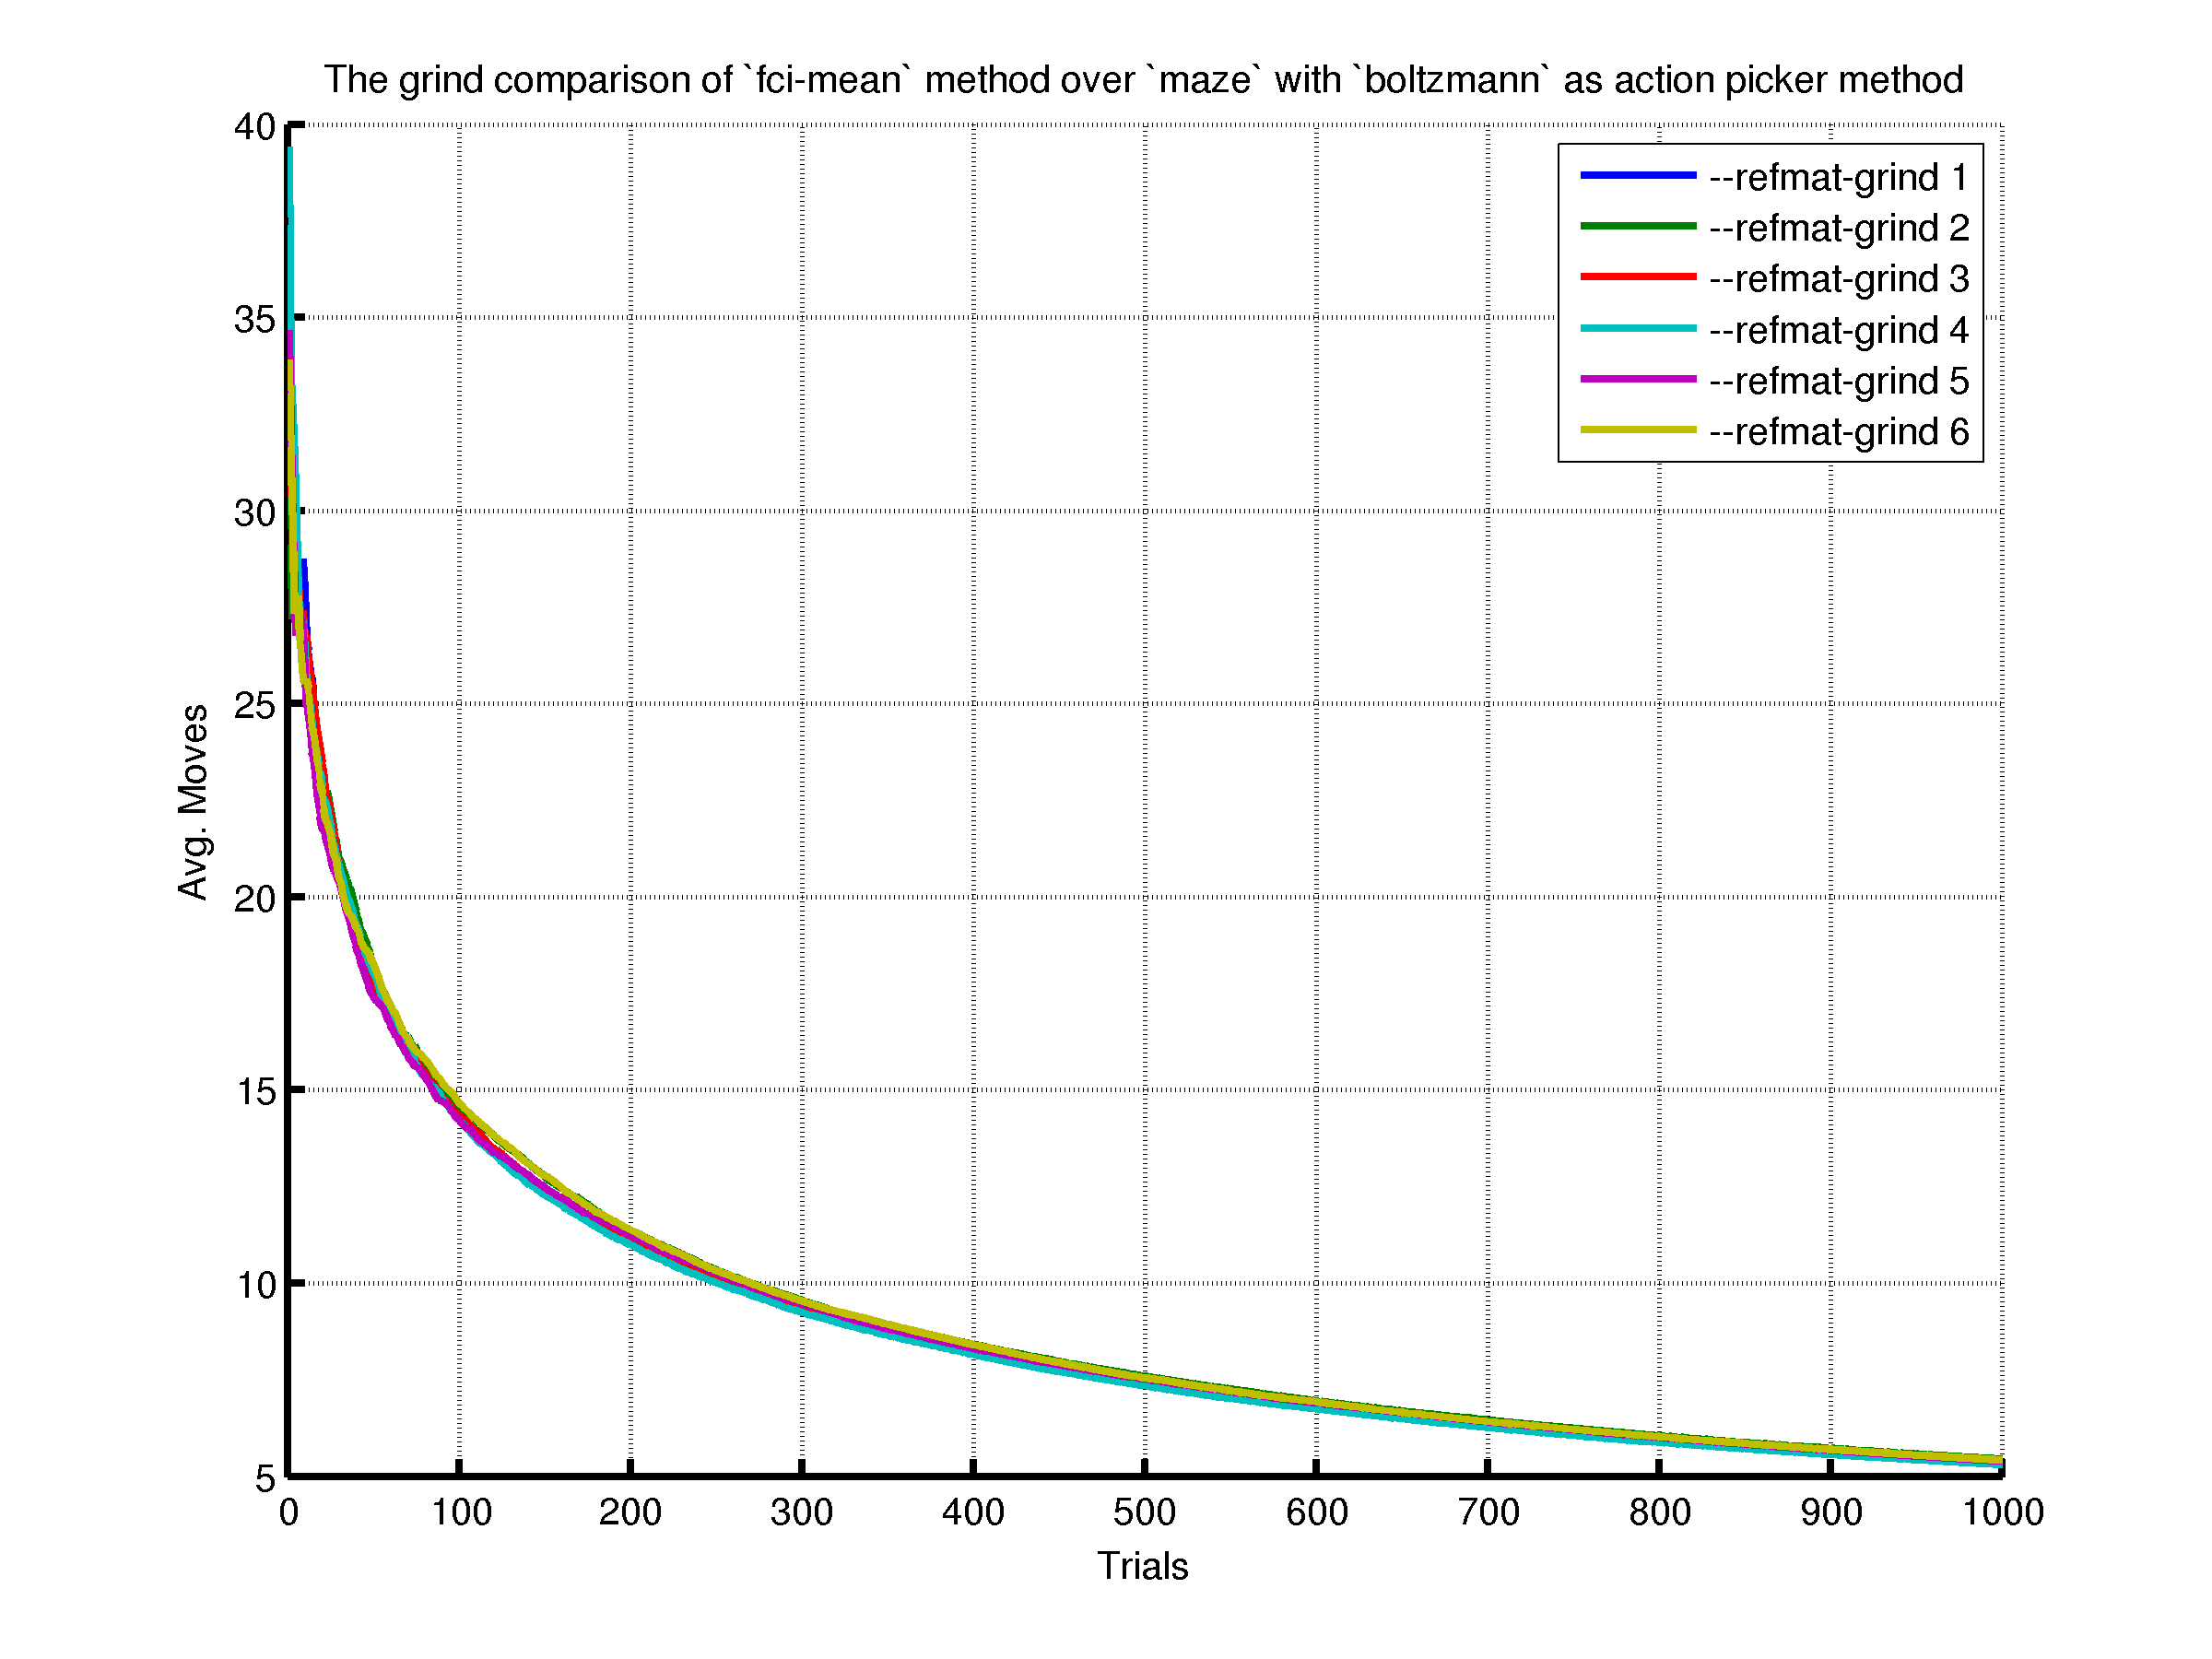 The grind comparison of `fci-mean` method over `maze` with `boltzmann` as action picker method
40
35
30
25
20
15
10
5
Avg. Moves
--refmat-grind 1
--refmat-grind 2
--refmat-grind 3
--refmat-grind 4
--refmat-grind 5
--refmat-grind 6
0 100 200 300 400 500 600 700 800 900 1000
Trials